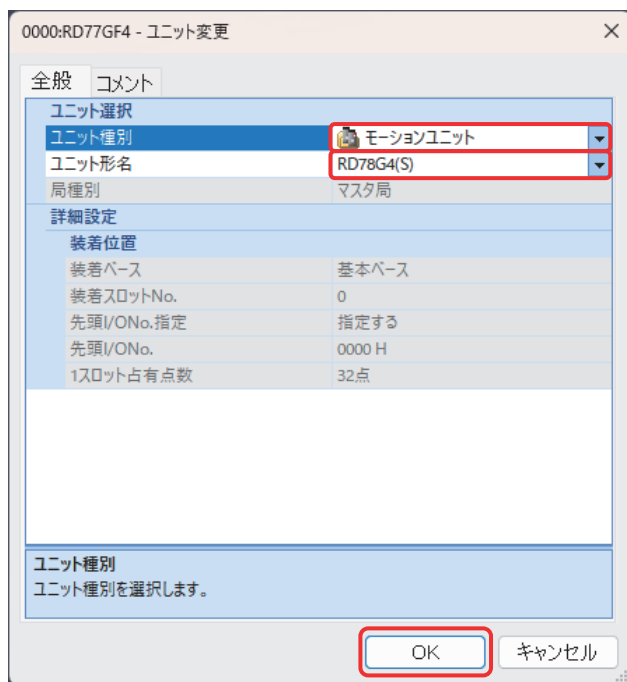 0000:RD77GF4 - ユニット変更
全般 コメント
ユニット選択
ユニット種別 モーションユニット
ユニット形名 RD78G4(S)
局種別 マスタ局
詳細設定
装着位置
装着ベース 基本ベース
装着スロットNo. 0
先頭I/ONo.指定 指定する
先頭I/ONo. 0000 H
1スロット占有点数 32点
ユニット種別
ユニット種別を選択します。
OK キャンセル